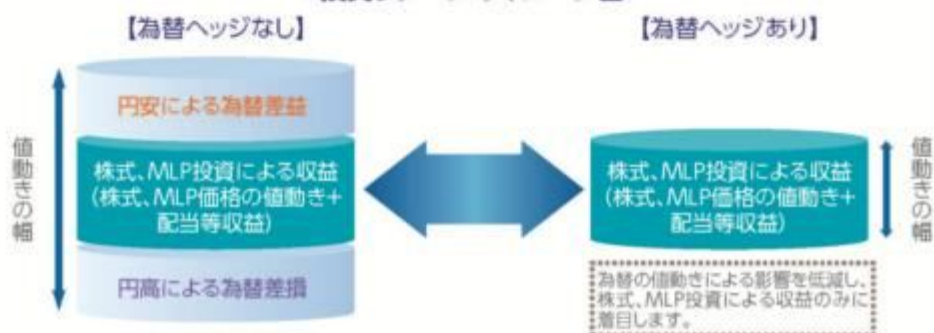 【為替ヘッジなし】
円安による為替差益
株式、MLP投資による収益
(株式、MLP価格の値動き+
配当等収益)
円高による為替差損
値動きの幅
【為替ヘッジあり】
株式、MLP投資による収益
(株式、MLP価格の値動き+
配当等収益)
値動きの幅
為替の値動きによる影響を低減し、
株式、MLP投資による収益のみに
着目します。